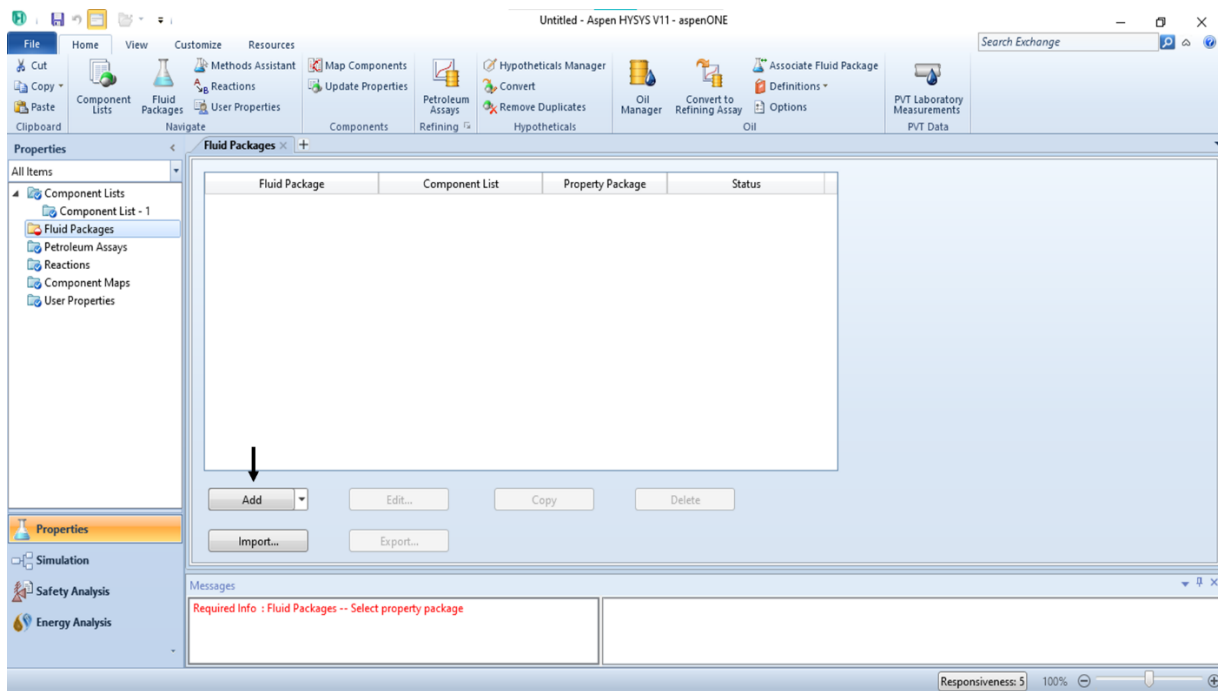 Untitled - Aspen HYSYS V11 - aspenONE
File Home View Customize Resources Search Exchange
Cut
Copy
Paste
Clipboard
Component Lists
Fluid Packages
Methods Assistant
Reactions
User Properties
Navigate
Map Components
Update Properties
Components
Petroleum Assays
Refining
Hypotheticals Manager
Convert
Remove Duplicates
Hypotheticals
Oil Manager
Convert to Refining Assay
Associate Fluid Package
Definitions
Options
Oil
PVT Laboratory Measurements
PVT Data
Properties
All Items
Component Lists
Component List - 1
Fluid Packages
Petroleum Assays
Reactions
Component Maps
User Properties
Properties
Simulation
Safety Analysis
Energy Analysis
Fluid Packages
Fluid Package Component List Property Package Status
Add Edit... Copy Delete
Import... Export...
Messages
Required Info : Fluid Packages -- Select property package
Responsiveness: 5 100%